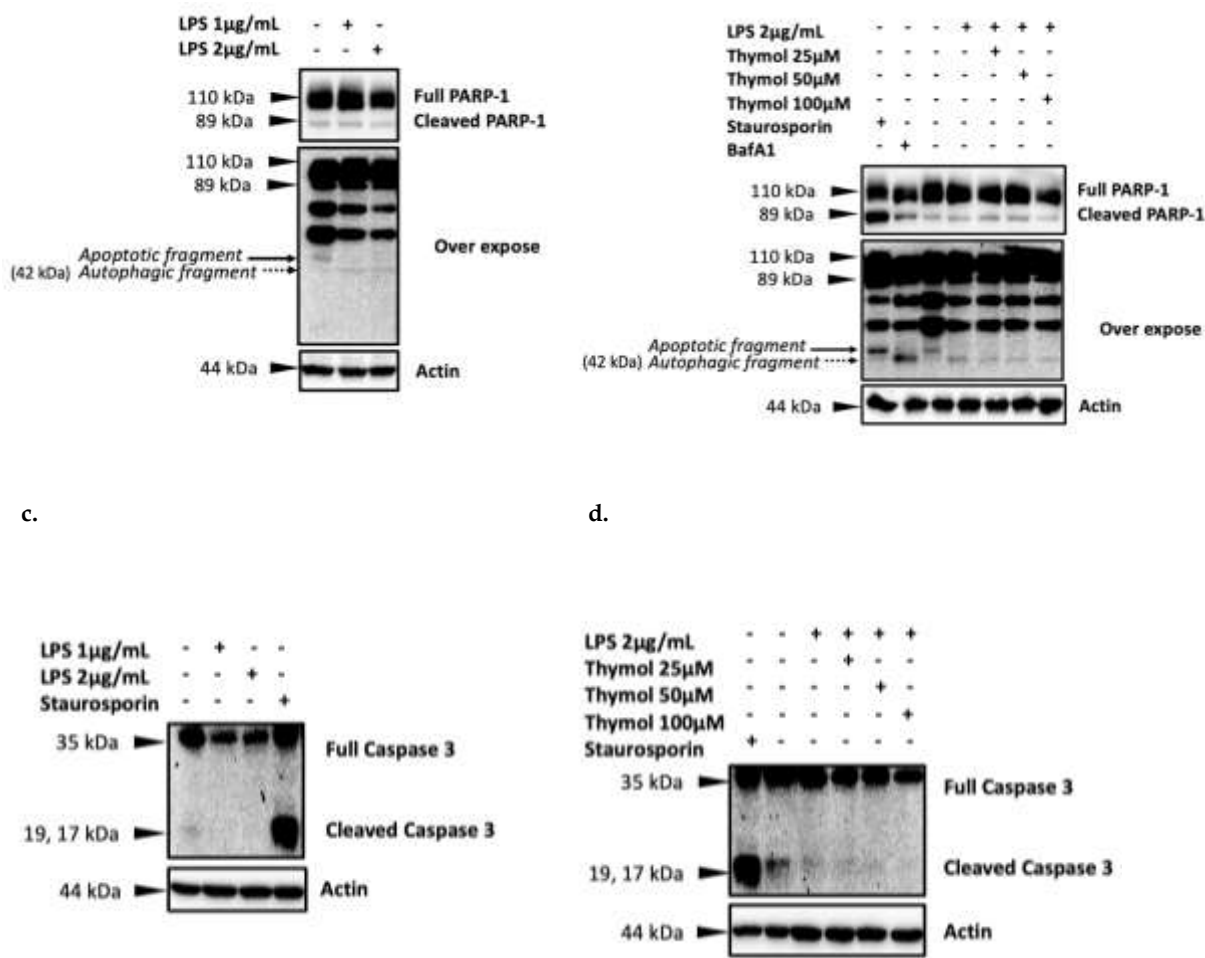 LPS 1µg/mL - + -
LPS 2µg/mL - - +
110 kDa Full PARP-1
89 kDa Cleaved PARP-1
110 kDa
89 kDa
Over expose
Apoptotic fragment
(42 kDa) Autophagic fragment
44 kDa Actin
LPS 2µg/mL - - - + + + +
Thymol 25µM - - - - + - -
Thymol 50µM - - - - - + -
Thymol 100µM - - - - - - +
Staurosporin + - - - - - -
BafA1 - + - - - - -
110 kDa Full PARP-1
89 kDa Cleaved PARP-1
110 kDa
89 kDa
Over expose
Apoptotic fragment
(42 kDa) Autophagic fragment
44 kDa Actin
c.
d.
LPS 1µg/mL - + - -
LPS 2µg/mL - - + -
Staurosporin - - - +
35 kDa Full Caspase 3
19, 17 kDa Cleaved Caspase 3
44 kDa Actin
LPS 2µg/mL - - + + + +
Thymol 25µM - - - + - -
Thymol 50µM - - - - + -
Thymol 100µM - - - - - +
Staurosporin + - - - - -
35 kDa Full Caspase 3
19, 17 kDa Cleaved Caspase 3
44 kDa Actin